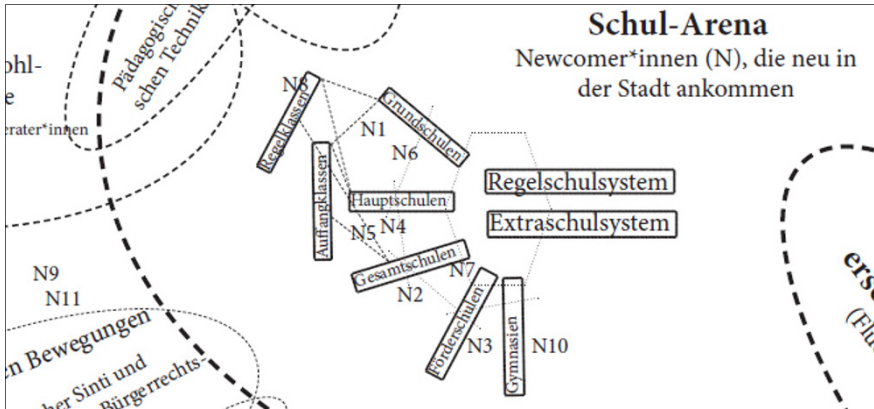 Schul-Arena
Newcomer*innen (N), die neu in
der Stadt ankommen
Pädagogisch
schen Technik
ohl-
e
erater*innen
N8
Regelklassen
Grundschulen
N1
N6
Auffangklassen
Hauptschulen
Regelschulsystem
Extraschulsystem
N4
N5
Gesamtschulen
N7
N2
Förderschulen
N3
Gymnasien
N10
N9
N11
en Bewegungen
her Sinti und
Bürgerrechts-
ers
(Flü